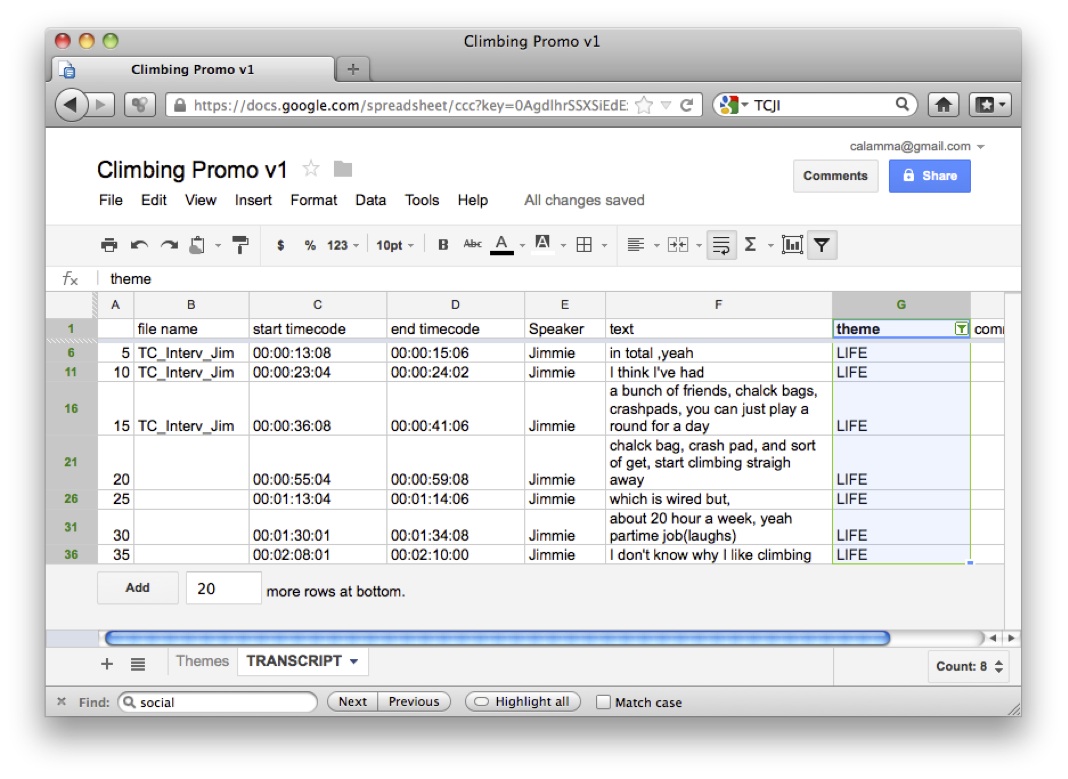 Climbing Promo v1
Climbing Promo v1
https://docs.google.com/spreadsheet/ccc?key=0AgdlhrSSXSiEdE: TCJI
calamma@gmail.com
Climbing Promo v1
Comments Share
File Edit View Insert Format Data Tools Help All changes saved
$ % 123 10pt B Abc A A Σ
fx theme
A B C D E F G
1 file name start timecode end timecode Speaker text theme com
6 5 TC_Interv_Jim 00:00:13:08 00:00:15:06 Jimmie in total ,yeah LIFE
11 10 TC_Interv_Jim 00:00:23:04 00:00:24:02 Jimmie I think I've had LIFE
a bunch of friends, chalck bags,
16 crashpads, you can just play a
15 TC_Interv_Jim 00:00:36:08 00:00:41:06 Jimmie round for a day LIFE
chalck bag, crash pad, and sort
21 of get, start climbing straigh
20 00:00:55:04 00:00:59:08 Jimmie away LIFE
26 25 00:01:13:04 00:01:14:06 Jimmie which is wired but, LIFE
31 about 20 hour a week, yeah
30 00:01:30:01 00:01:34:08 Jimmie partime job(laughs) LIFE
36 35 00:02:08:01 00:02:10:00 Jimmie I don't know why I like climbing LIFE
Add 20 more rows at bottom.
Themes TRANSCRIPT Count: 8
Find: social Next Previous Highlight all Match case